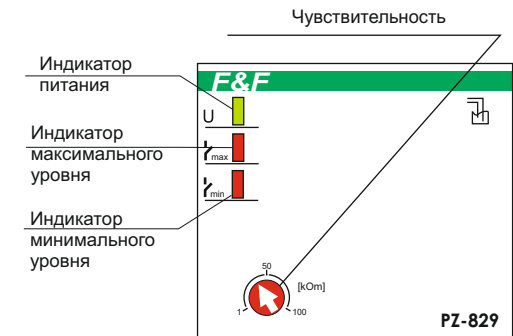 Чувствительность
Индикатор
питания
F&F
U
Индикатор
максимального
уровня
max
min
Индикатор
минимального
уровня
50
[kOm]
1
100
PZ-829